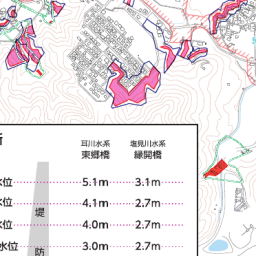 耳川水系 塩見川水系
東郷橋 縁開橋
水位 5.1m 3.1m
水位 4.1m 2.7m
堤
水位 4.0m 2.7m
防
水位 3.0m 2.7m